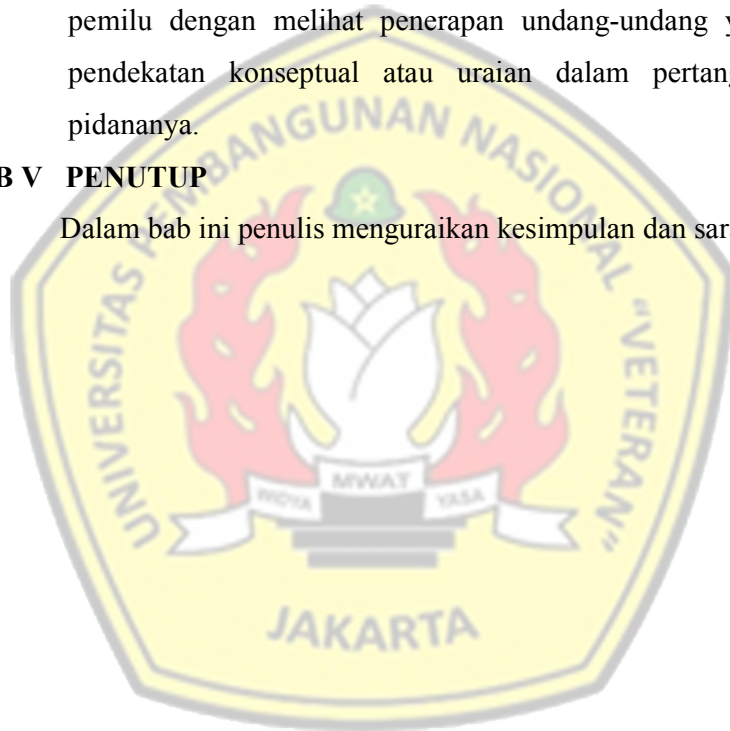 pemilu dengan melihat penerapan undang-undang y
pendekatan konseptual atau uraian dalam pertang
pidananya.
B V PENUTUP
Dalam bab ini penulis menguraikan kesimpulan dan sar
UNIVERSITAS PEMBANGUNAN NASIONAL "VETERAN"
WIDYA MWAT YASA
JAKARTA